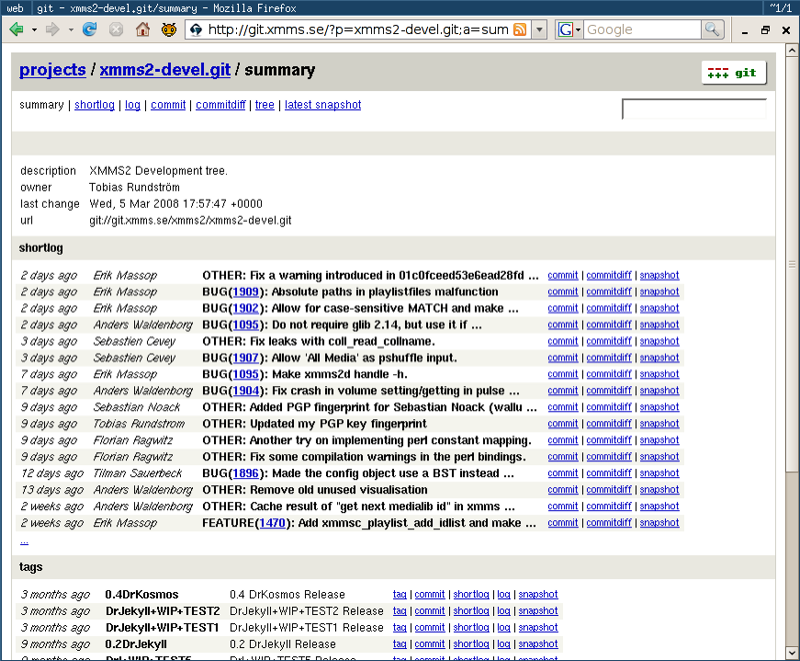 web git - xmms2-devel.git/summary - Mozilla Firefox ~1/1
http://git.xmms.se/?p=xmms2-devel.git;a=sum G Google
projects / xmms2-devel.git / summary git
summary | shortlog | log | commit | commitdiff | tree | latest snapshot
description XMMS2 Development tree.
owner Tobias Rundström
last change Wed, 5 Mar 2008 17:57:47 +0000
url git://git.xmms.se/xmms2/xmms2-devel.git
shortlog
2 days ago Erik Massop OTHER: Fix a warning introduced in 01c0fceed53e6ead28fd ... commit | commitdiff | snapshot
2 days ago Erik Massop BUG(1909): Absolute paths in playlistfiles malfunction commit | commitdiff | snapshot
2 days ago Erik Massop BUG(1902): Allow for case-sensitive MATCH and make ... commit | commitdiff | snapshot
2 days ago Anders Waldenborg BUG(1095): Do not require glib 2.14, but use it if ... commit | commitdiff | snapshot
3 days ago Sebastien Cevey OTHER: Fix leaks with coll_read_collname. commit | commitdiff | snapshot
3 days ago Sebastien Cevey BUG(1907): Allow 'All Media' as pshuffle input. commit | commitdiff | snapshot
7 days ago Erik Massop BUG(1095): Make xmms2d handle -h. commit | commitdiff | snapshot
7 days ago Anders Waldenborg BUG(1904): Fix crash in volume setting/getting in pulse ... commit | commitdiff | snapshot
9 days ago Sebastian Noack OTHER: Added PGP fingerprint for Sebastian Noack (wallu ... commit | commitdiff | snapshot
9 days ago Tobias Rundstrom OTHER: Updated my PGP key fingerprint commit | commitdiff | snapshot
9 days ago Florian Ragwitz OTHER: Another try on implementing perl constant mapping. commit | commitdiff | snapshot
9 days ago Florian Ragwitz OTHER: Fix some compilation warnings in the perl bindings. commit | commitdiff | snapshot
12 days ago Tilman Sauerbeck BUG(1896): Made the config object use a BST instead ... commit | commitdiff | snapshot
13 days ago Anders Waldenborg OTHER: Remove old unused visualisation commit | commitdiff | snapshot
2 weeks ago Anders Waldenborg OTHER: Cache result of "get next medialib id" in xmms ... commit | commitdiff | snapshot
2 weeks ago Erik Massop FEATURE(1470): Add xmmsc_playlist_add_idlist and make ... commit | commitdiff | snapshot
...
tags
3 months ago 0.4DrKosmos 0.4 DrKosmos Release tag | commit | shortlog | log | snapshot
3 months ago DrJekyll+WIP+TEST2 DrJekyll+WIP+TEST2 Release tag | commit | shortlog | log | snapshot
3 months ago DrJekyll+WIP+TEST1 DrJekyll+WIP+TEST1 Release tag | commit | shortlog | log | snapshot
9 months ago 0.2DrJekyll 0.2 DrJekyll Release tag | commit | shortlog | log | snapshot